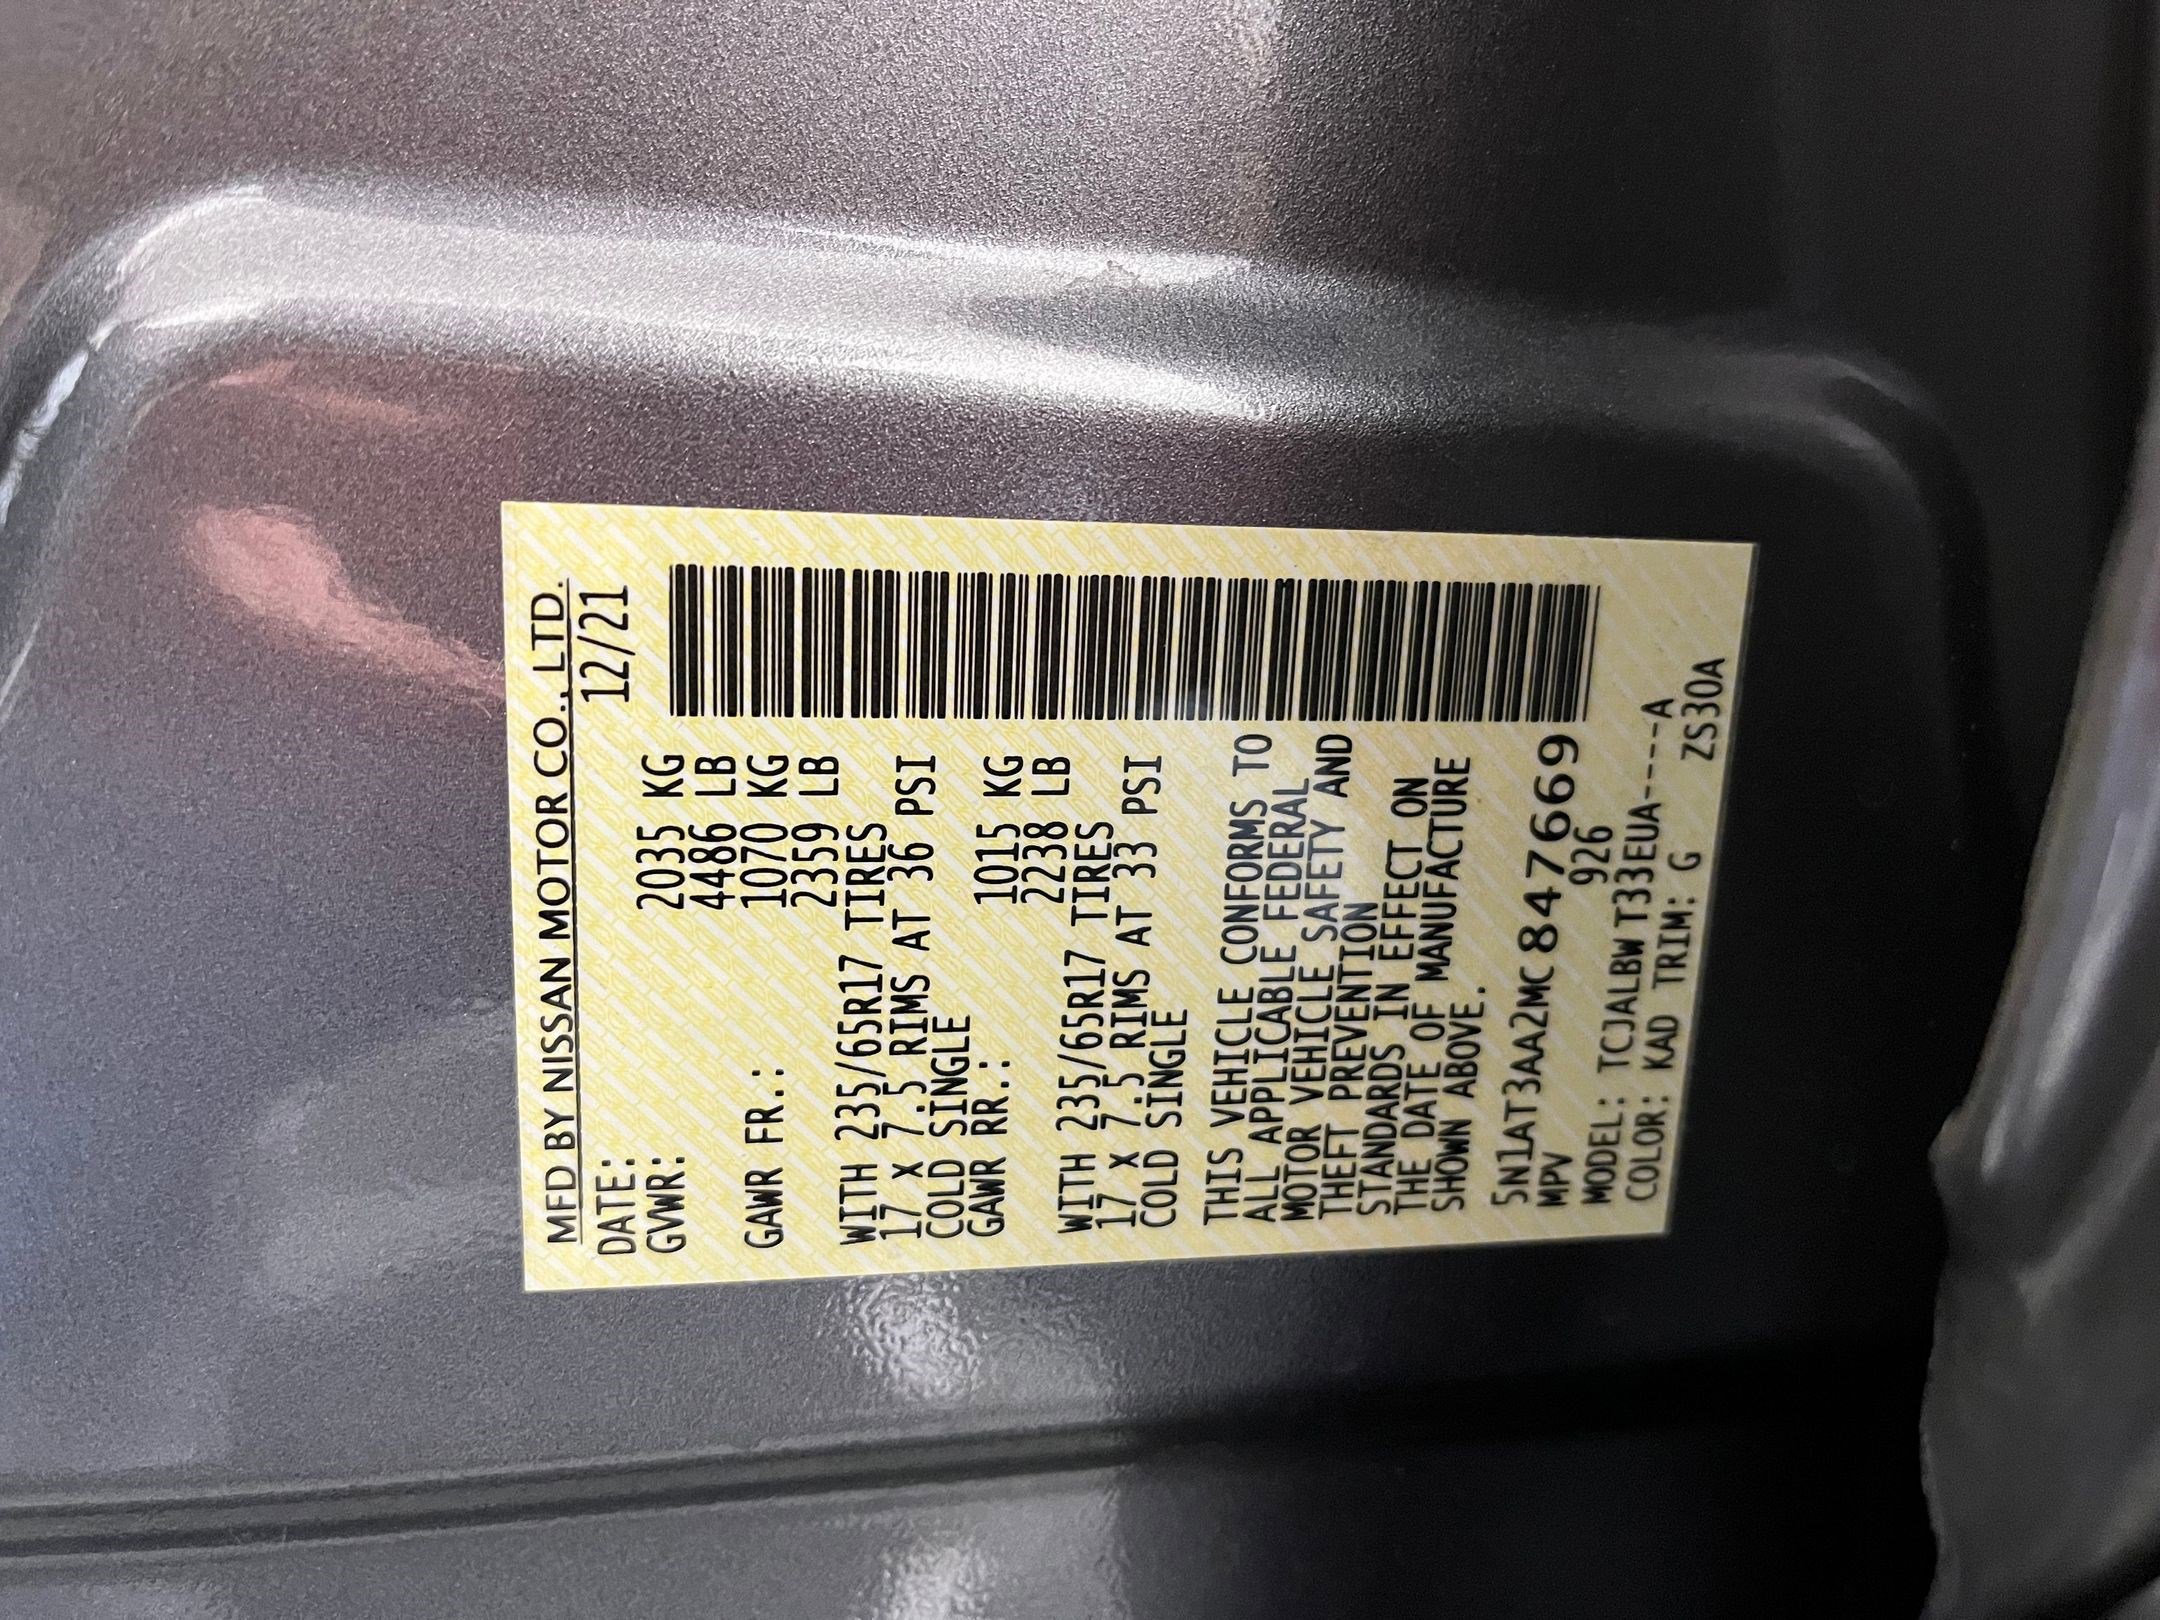 MFD BY NISSAN MOTOR CO., LTD.
DATE: 12/21
GVWR: 2035 KG
4486 LB
GAWR FR.: 1070 KG
2359 LB
WITH 235/65R17 TIRES
17 X 7.5 RIMS AT 36 PSI
COLD SINGLE
GAWR RR.: 1015 KG
2238 LB
WITH 235/65R17 TIRES
17 X 7.5 RIMS AT 33 PSI
COLD SINGLE
THIS VEHICLE CONFORMS TO
ALL APPLICABLE FEDERAL
MOTOR VEHICLE SAFETY AND
THEFT PREVENTION
STANDARDS IN EFFECT ON
THE DATE OF MANUFACTURE
SHOWN ABOVE.
5N1AT3AA2MC847669
MPV 926
MODEL: TCJALBWT33EUA----A
COLOR: KAD TRIM: G ZS30A